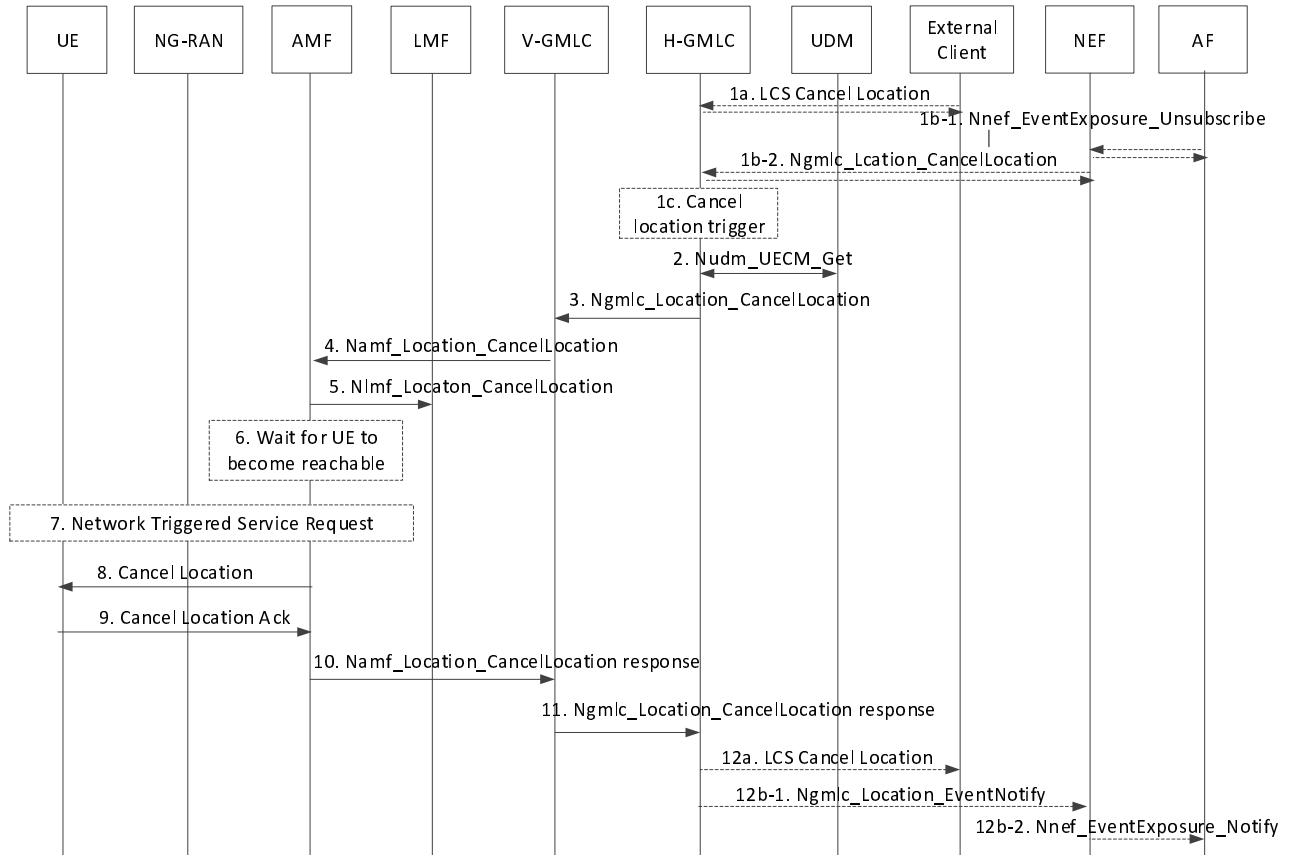 UE
NG-RAN
AMF
LMF
V-GMLC
H-GMLC
UDM
External
Client
NEF
AF
1a. LCS Cancel Location
1b-1. Nnef_EventExposure_Unsubscribe
1b-2. Ngmlc_Lcation_CancelLocation
1c. Cancel
location trigger
2. Nudm_UECM_Get
3. Ngmlc_Location_CancelLocation
4. Namf_Location_CancelLocation
5. Nlmf_Locaton_CancelLocation
6. Wait for UE to
become reachable
7. Network Triggered Service Request
8. Cancel Location
9. Cancel Location Ack
10. Namf_Location_CancelLocation response
11. Ngmlc_Location_CancelLocation response
12a. LCS Cancel Location
12b-1. Ngmlc_Location_EventNotify
12b-2. Nnef_EventExposure_Notify